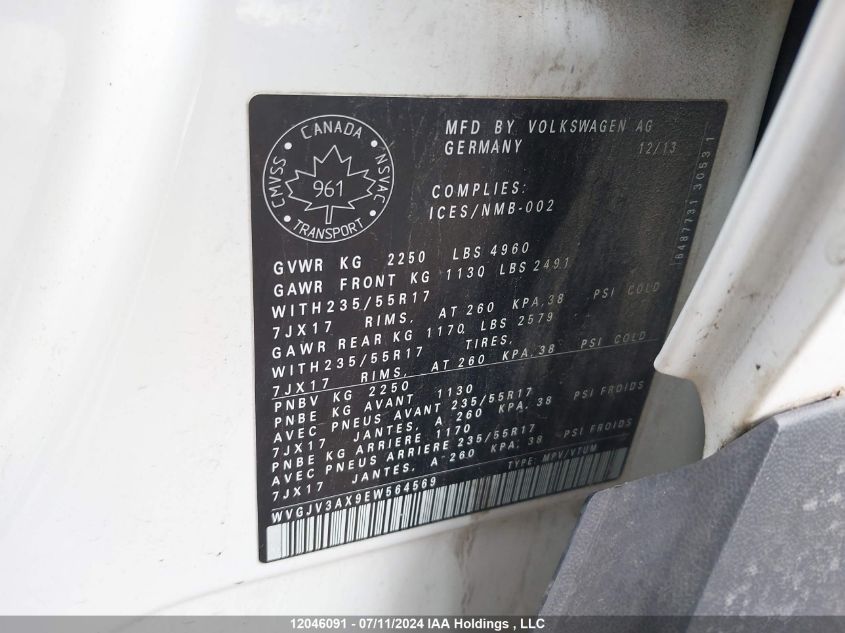 CANADA
CMVSS
NSVAC
961
TRANSPORT
MFD BY VOLKSWAGEN AG
GERMANY 12/13
COMPLIES:
ICES/NMB-002
GVWR KG 2250 LBS 4960
GAWR FRONT KG 1130 LBS 2491
WITH235/55R17
7JX17 RIMS, AT 260 KPA,38 PSI COLD
GAWR REAR KG 1170 LBS 2579
WITH235/55R17 TIRES,
7JX17 RIMS, AT 260 KPA,38 PSI COLD
PNBV KG 2250
PNBE KG AVANT 1130
AVEC PNEUS AVANT 235/55R17
7JX17 JANTES, A 260 KPA, 38 PSI FROIDS
PNBE KG ARRIERE 1170
AVEC PNEUS ARRIERE 235/55R17
7JX17 JANTES, A 260 KPA, 38 PSI FROIDS
TYPE: MPV/VTUM
WVGJV3AX9EW564569
12046091 - 07/11/2024 IAA Holdings , LLC